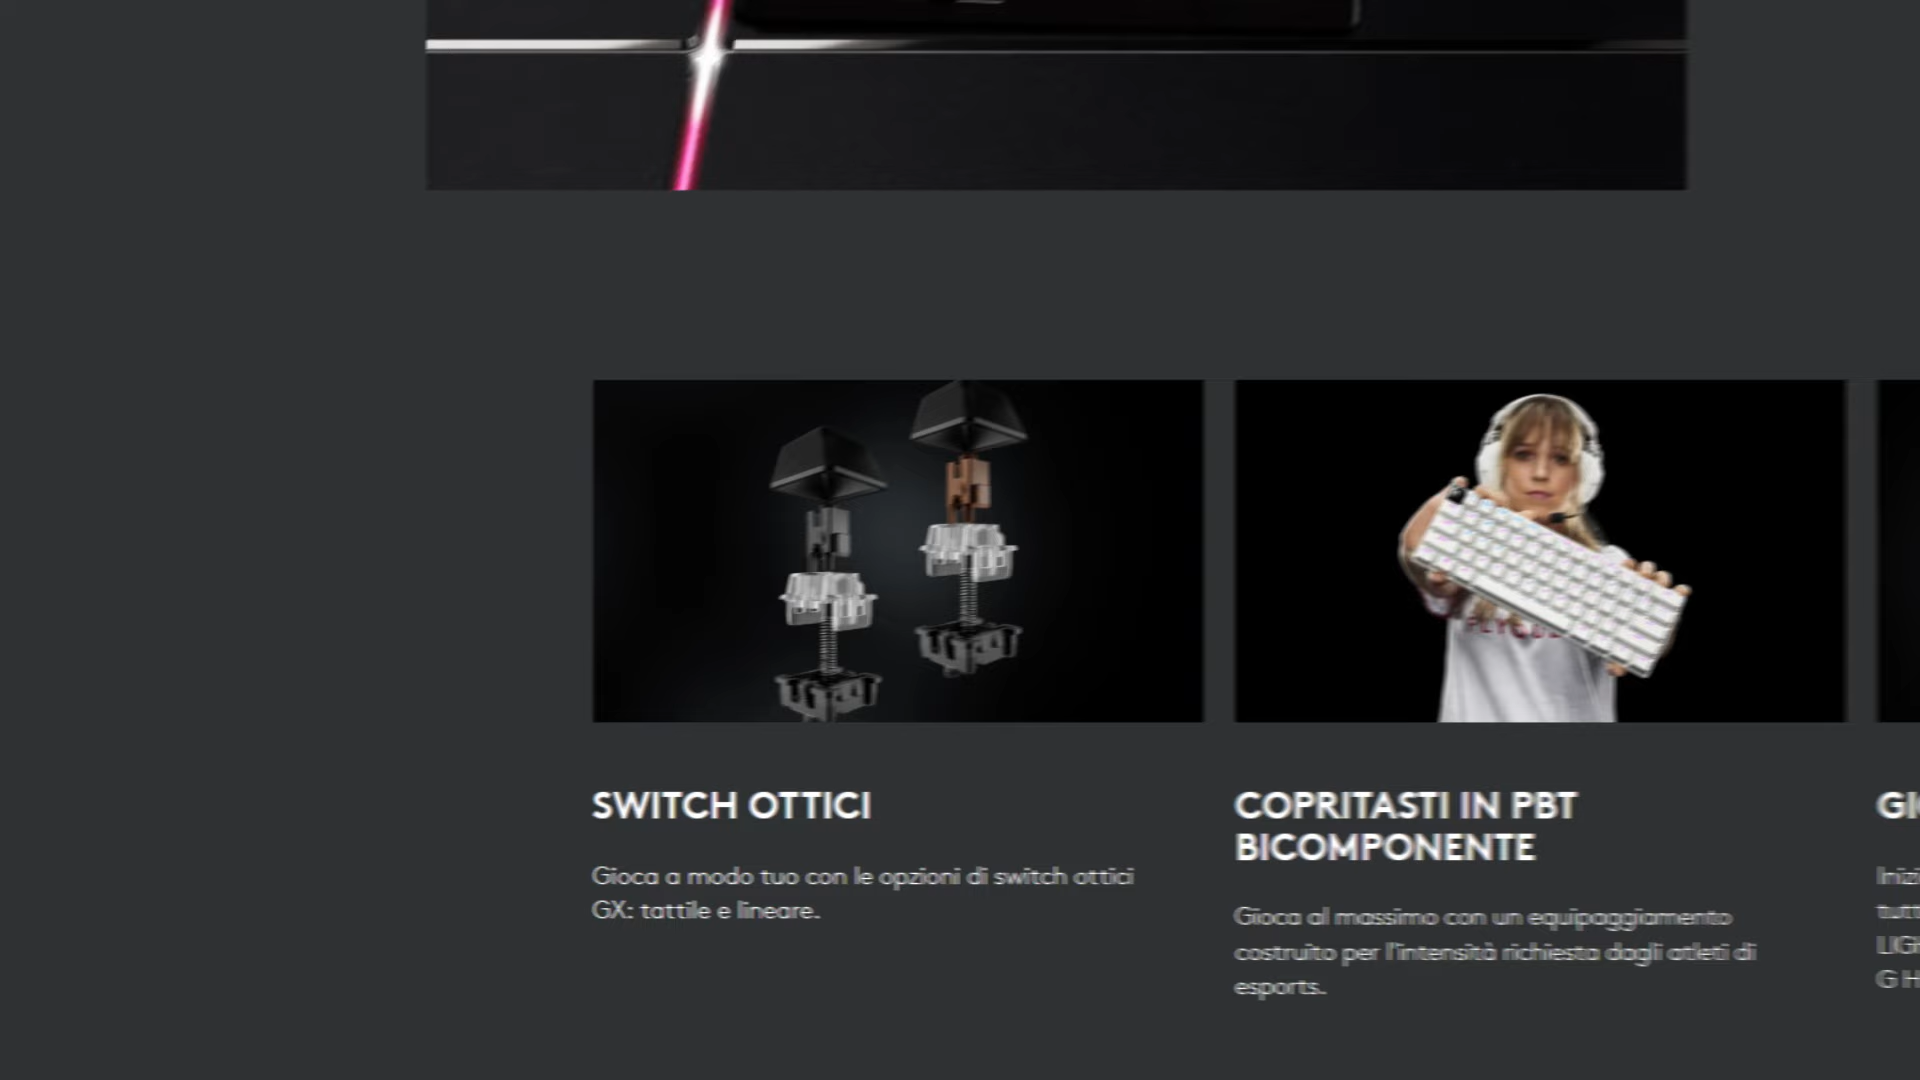 SWITCH OTTICI
Gioca a modo tuo con le opzioni di switch ottici
GX: tattile e lineare.
COPRITASTI IN PBT
BICOMPONENTE
Gioca al massimo con un equipaggiamento
costruito per l'intensità richiesta dagli atleti di
esports.